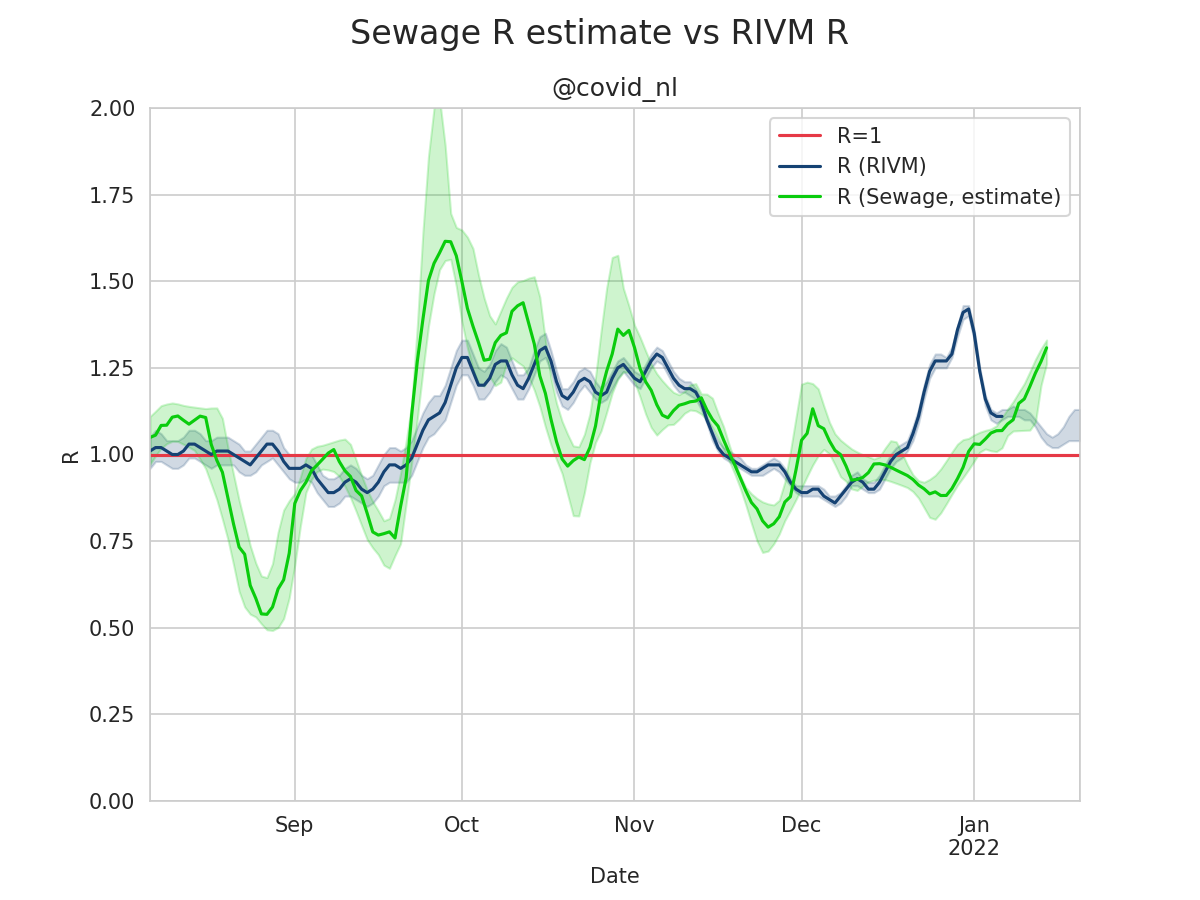 Sewage R estimate vs RIVM R
@covid_nl
R=1
R (RIVM)
R (Sewage, estimate)
2.00
1.75
1.50
1.25
1.00
0.75
0.50
0.25
0.00
R
Sep
Oct
Nov
Dec
Jan
2022
Date